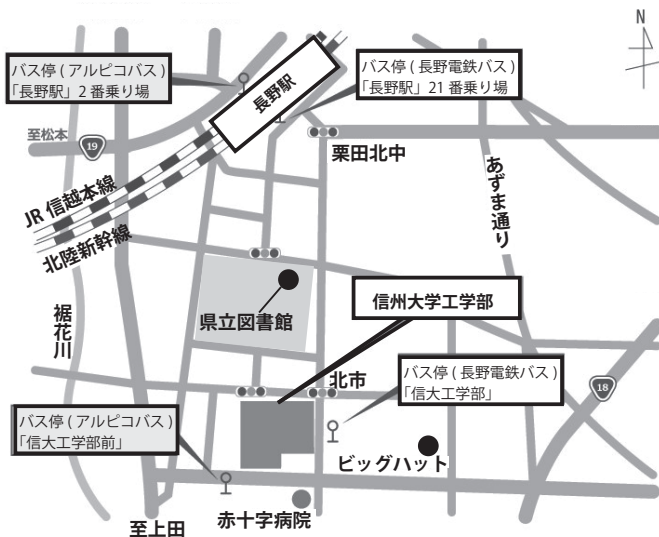 N
バス停 ( アルピコバス )
「長野駅」2 番乗り場
長野駅
バス停 ( 長野電鉄バス )
「長野駅」21 番乗り場
至松本
19
栗田北中
あずま通り
JR 信越本線
北陸新幹線
県立図書館
信州大学工学部
裾花川
北市
バス停 ( 長野電鉄バス )
「信大工学部」
18
バス停 ( アルピコバス )
「信大工学部前」
ビッグハット
至上田
赤十字病院